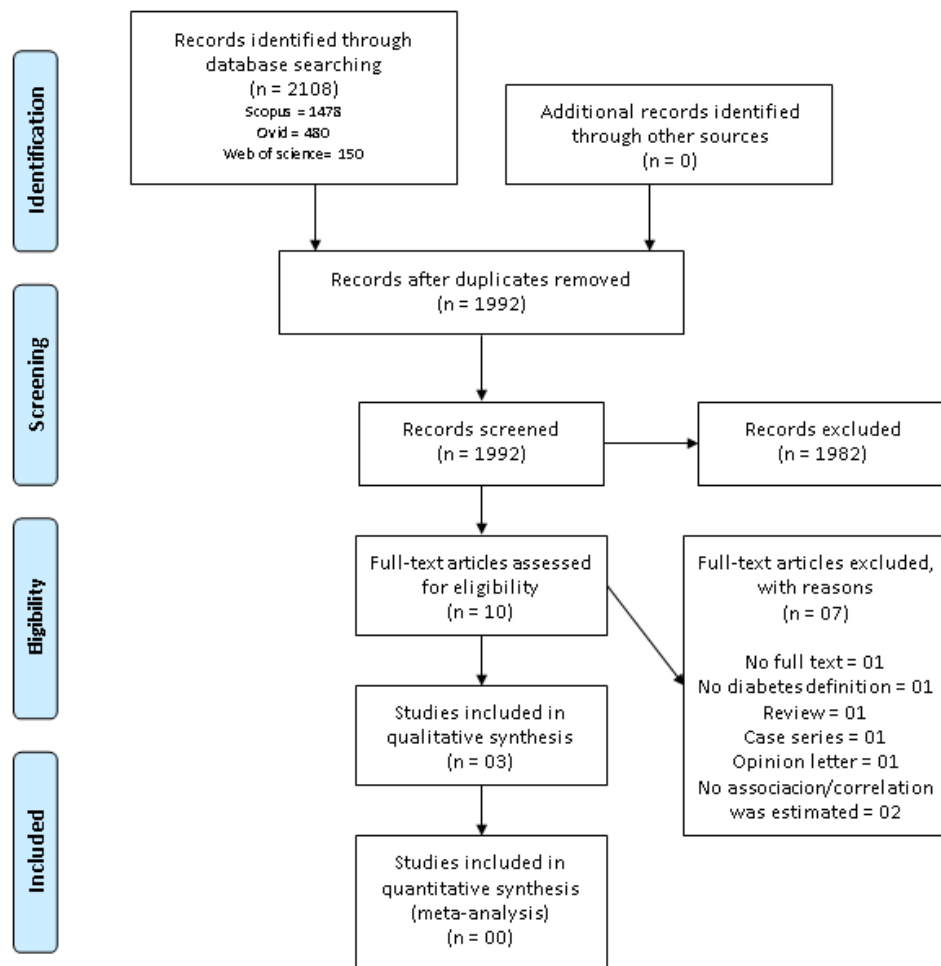 Identification
Records identified through
database searching
(n = 2108)
Scopus = 1478
Ovid = 480
Web of science= 150
Additional records identified
through other sources
(n = 0)
Records after duplicates removed
(n = 1992)
Screening
Records screened
(n = 1992)
Records excluded
(n = 1982)
Eligibility
Full-text articles assessed
for eligibility
(n = 10)
Full-text articles excluded,
with reasons
(n = 07)
No full text = 01
No diabetes definition = 01
Review = 01
Case series = 01
Opinion letter = 01
No associacion/correlation
was estimated = 02
Studies included in
qualitative synthesis
(n = 03)
Included
Studies included in
quantitative synthesis
(meta-analysis)
(n = 00)